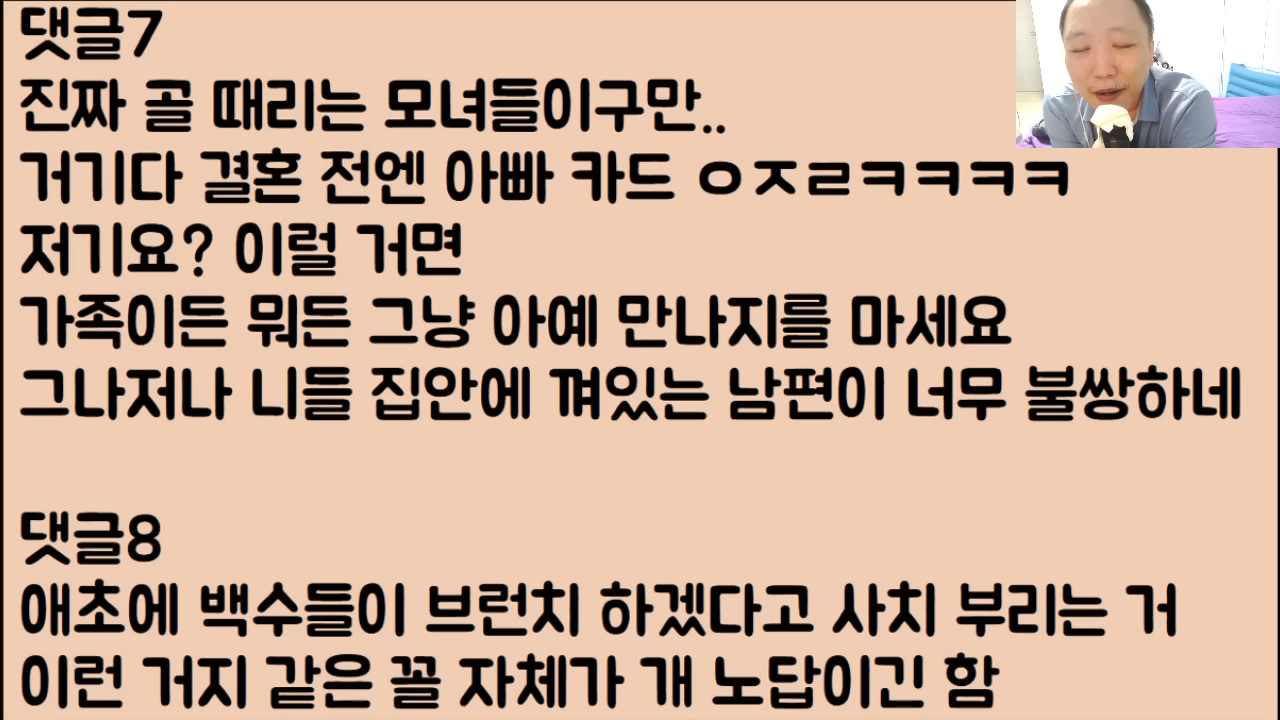 댓글7
진짜 골 때리는 모녀들이구만..
거기다 결혼 전엔 아빠 카드 ㅇㅈㄹㅋㅋㅋㅋ
저기요? 이럴 거면
가족이든 뭐든 그냥 아예 만나지를 마세요
그나저나 니들 집안에 껴있는 남편이 너무 불쌍하네
댓글8
애초에 백수들이 브런치 하겠다고 사치 부리는 거
이런 거지 같은 꼴 자체가 개 노답이긴 함